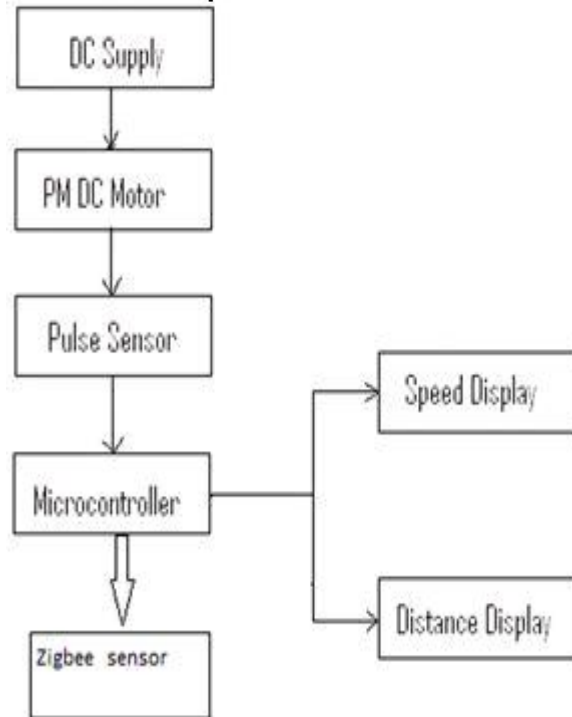 DC Supply
PM DC Motor
Pulse Sensor
Speed Display
Microcontroller
Distance Display
Zigbee sensor